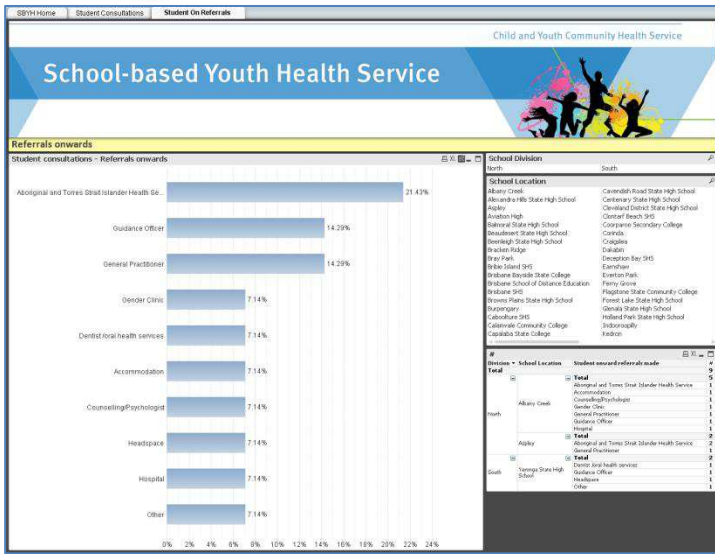 SBYH Home Student Consultations Student On Referrals
Child and Youth Community Health Service
School-based Youth Health Service
Referrals onwards
Student consultations - Referrals onwards
Aboriginal and Torres Strait Islander Health Se... 21.43%
Guidance Officer 14.29%
General Practitioner 14.29%
Gender Clinic 7.14%
Dentist /oral health services 7.14%
Accommodation 7.14%
Counselling/Psychologist 7.14%
Headspace 7.14%
Hospital 7.14%
Other 7.14%
0% 2% 4% 6% 8% 10% 12% 14% 16% 18% 20% 22% 24%
School Division
North South
School Location
Albany Creek Cavendish Road State High School
Alexandra Hills State High School Centenary State High School
Aspley Cleveland District State High School
Aviation High Clontarf Beach SHS
Balmoral State High School Coorparoo Secondary College
Beaudesert State High School Corinda
Beenleigh State High School Craigslea
Bracken Ridge Dakabin
Bray Park Deception Bay SHS
Bribie Island SHS Earnshaw
Brisbane Bayside State College Everton Park
Brisbane School of Distance Education Ferny Grove
Brisbane SHS Flagstone State Community College
Browns Plains State High School Forest Lake State High School
Burpengary Glenala State High School
Caboolture SHS Holland Park State High School
Calamvale Community College Indooroopilly
Capalaba State College Kedron
#
Division School Location Student onward referrals made #
Total 9
Total 5
North Albany Creek
Aboriginal and Torres Strait Islander Health Service 1
Accommodation 1
Counselling/Psychologist 1
Gender Clinic 1
General Practitioner 1
Guidance Officer 1
Hospital 1
Aspley
Total 2
Aboriginal and Torres Strait Islander Health Service 2
General Practitioner 1
South Yeronga State High School
Total 2
Dentist /oral health services 1
Guidance Officer 1
Headspace 1
Other 1